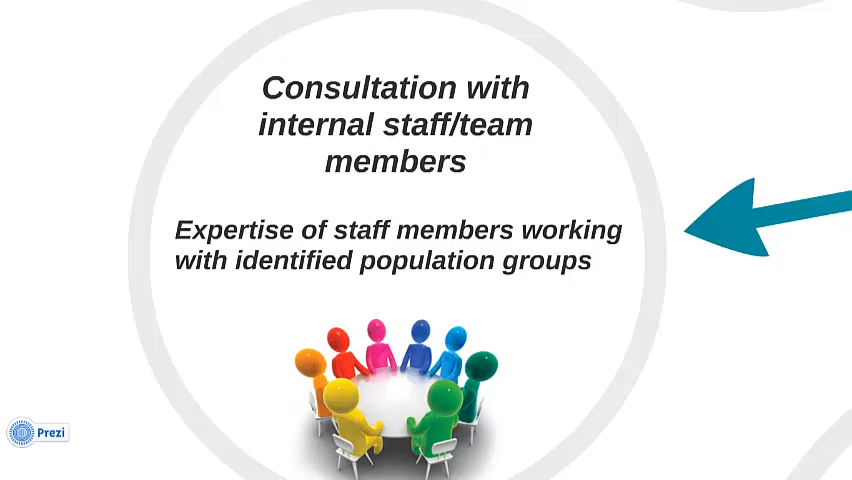 Consultation with
internal staff/team
members
Expertise of staff members working
with identified population groups
Prezi